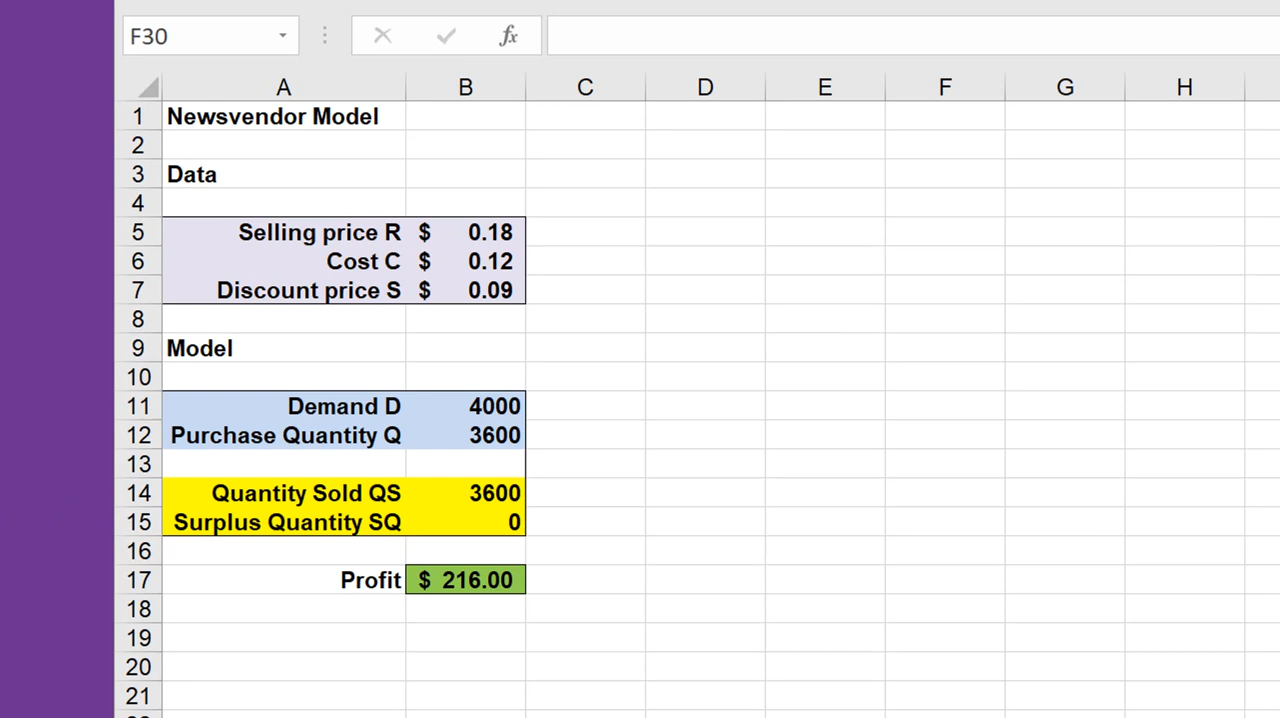 F30 fx
A B C D E F G H
1 Newsvendor Model
2
3 Data
4
5 Selling price R $ 0.18
6 Cost C $ 0.12
7 Discount price S $ 0.09
8
9 Model
10
11 Demand D 4000
12 Purchase Quantity Q 3600
13
14 Quantity Sold QS 3600
15 Surplus Quantity SQ 0
16
17 Profit $ 216.00
18
19
20
21